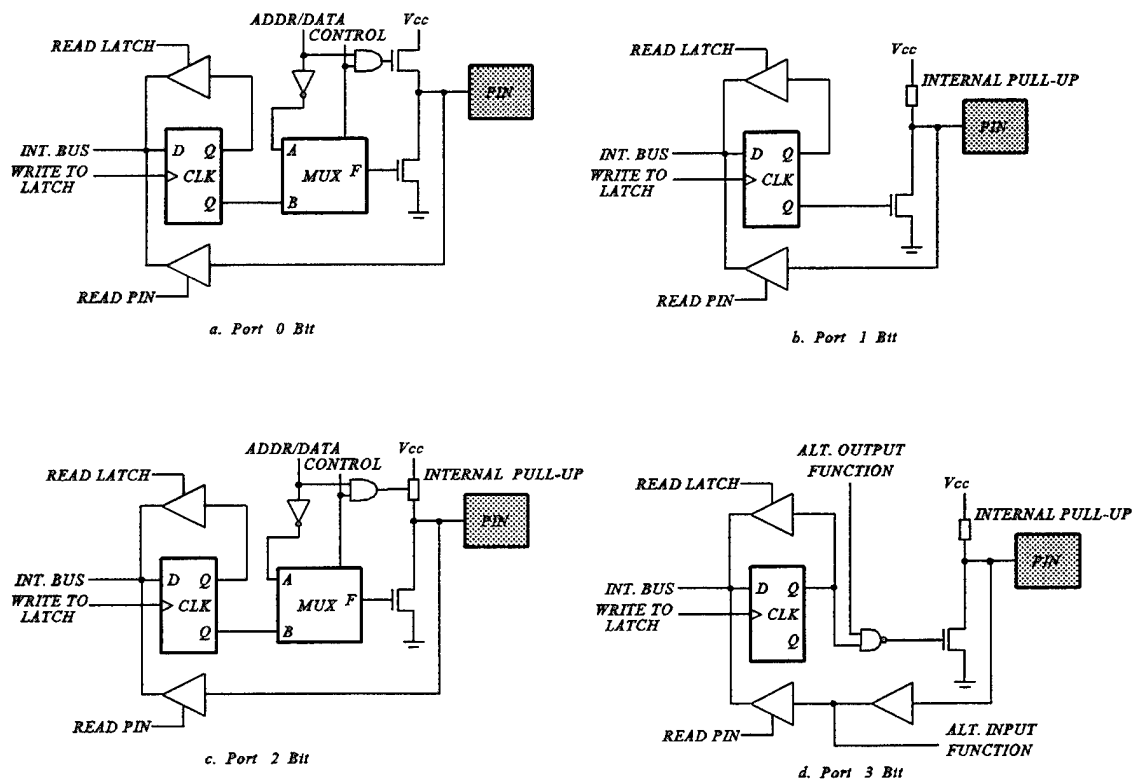 ADDR/DATA
CONTROL
Vcc
READ LATCH
PIN
INT. BUS
WRITE TO
LATCH
D Q
CLK
Q
A
MUX F
B
READ PIN
a. Port 0 Bit
READ LATCH
Vcc
INTERNAL PULL-UP
PIN
INT. BUS
WRITE TO
LATCH
D Q
CLK
Q
READ PIN
b. Port 1 Bit
ADDR/DATA
CONTROL
Vcc
INTERNAL PULL-UP
READ LATCH
PIN
INT. BUS
WRITE TO
LATCH
D Q
CLK
Q
A
MUX F
B
READ PIN
c. Port 2 Bit
ALT. OUTPUT
FUNCTION
READ LATCH
Vcc
INTERNAL PULL-UP
PIN
INT. BUS
WRITE TO
LATCH
D Q
CLK
Q
READ PIN
ALT. INPUT
FUNCTION
d. Port 3 Bit